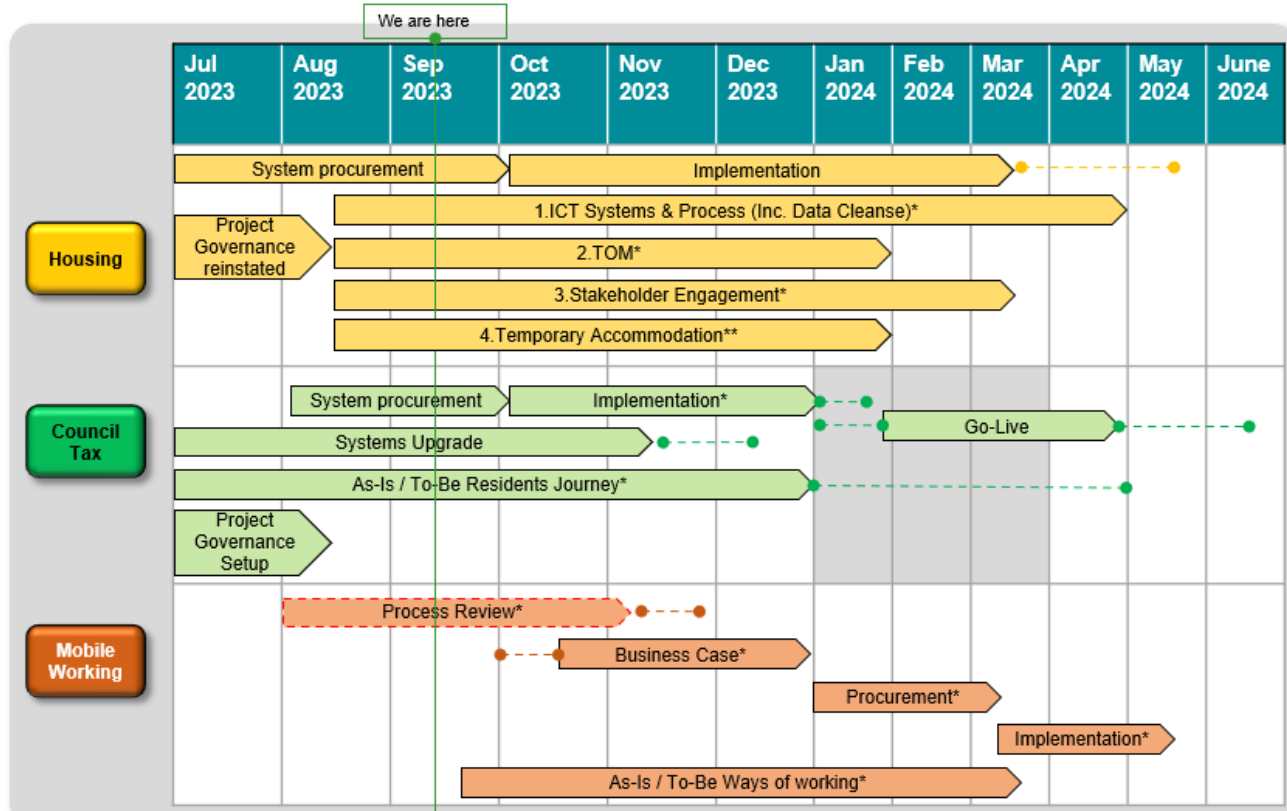 We are here
Jul
2023
Aug
2023
Sep
2023
Oct
2023
Nov
2023
Dec
2023
Jan
2024
Feb
2024
Mar
2024
Apr
2024
May
2024
June
2024
Housing
System procurement
Implementation
Project
Governance
reinstated
1.ICT Systems & Process (Inc. Data Cleanse)*
2.TOM*
3.Stakeholder Engagement*
4.Temporary Accommodation**
Council
Tax
System procurement
Implementation*
Go-Live
Systems Upgrade
As-Is / To-Be Residents Journey*
Project
Governance
Setup
Mobile
Working
Process Review*
Business Case*
Procurement*
Implementation*
As-Is / To-Be Ways of working*